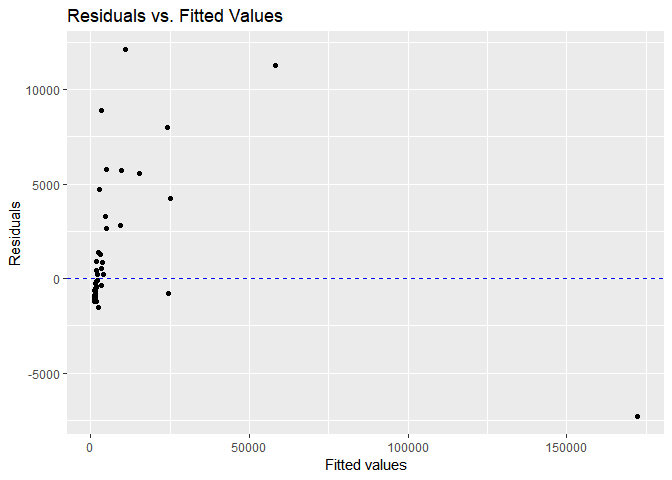 Residuals vs. Fitted Values
Residuals
10000
5000
0
-5000
0 50000 100000 150000
Fitted values